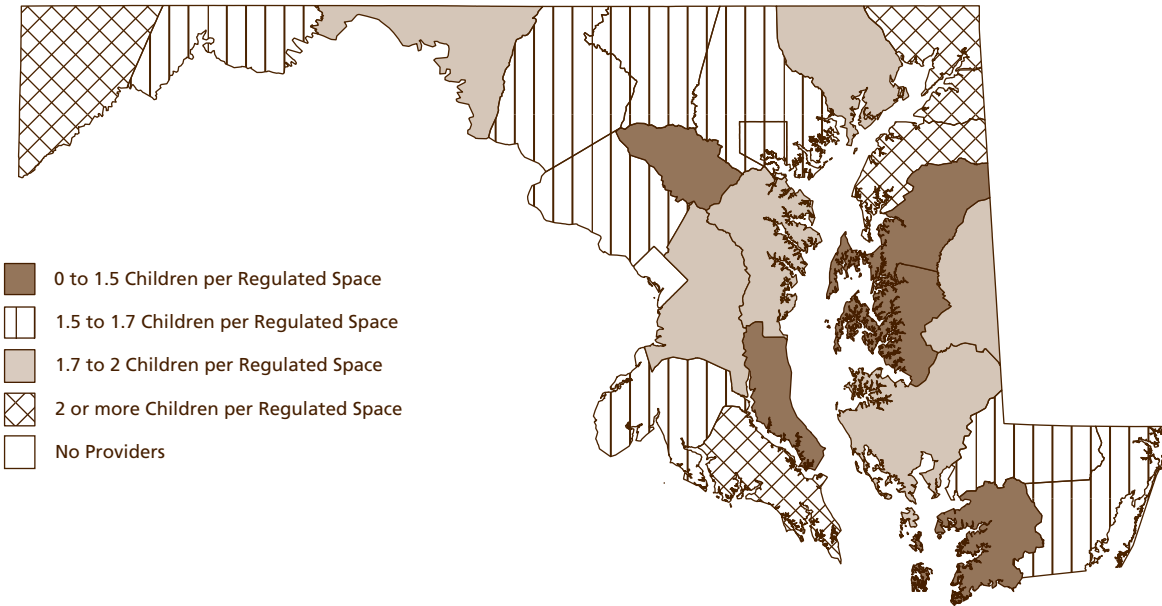 0 to 1.5 Children per Regulated Space
1.5 to 1.7 Children per Regulated Space
1.7 to 2 Children per Regulated Space
2 or more Children per Regulated Space
No Providers